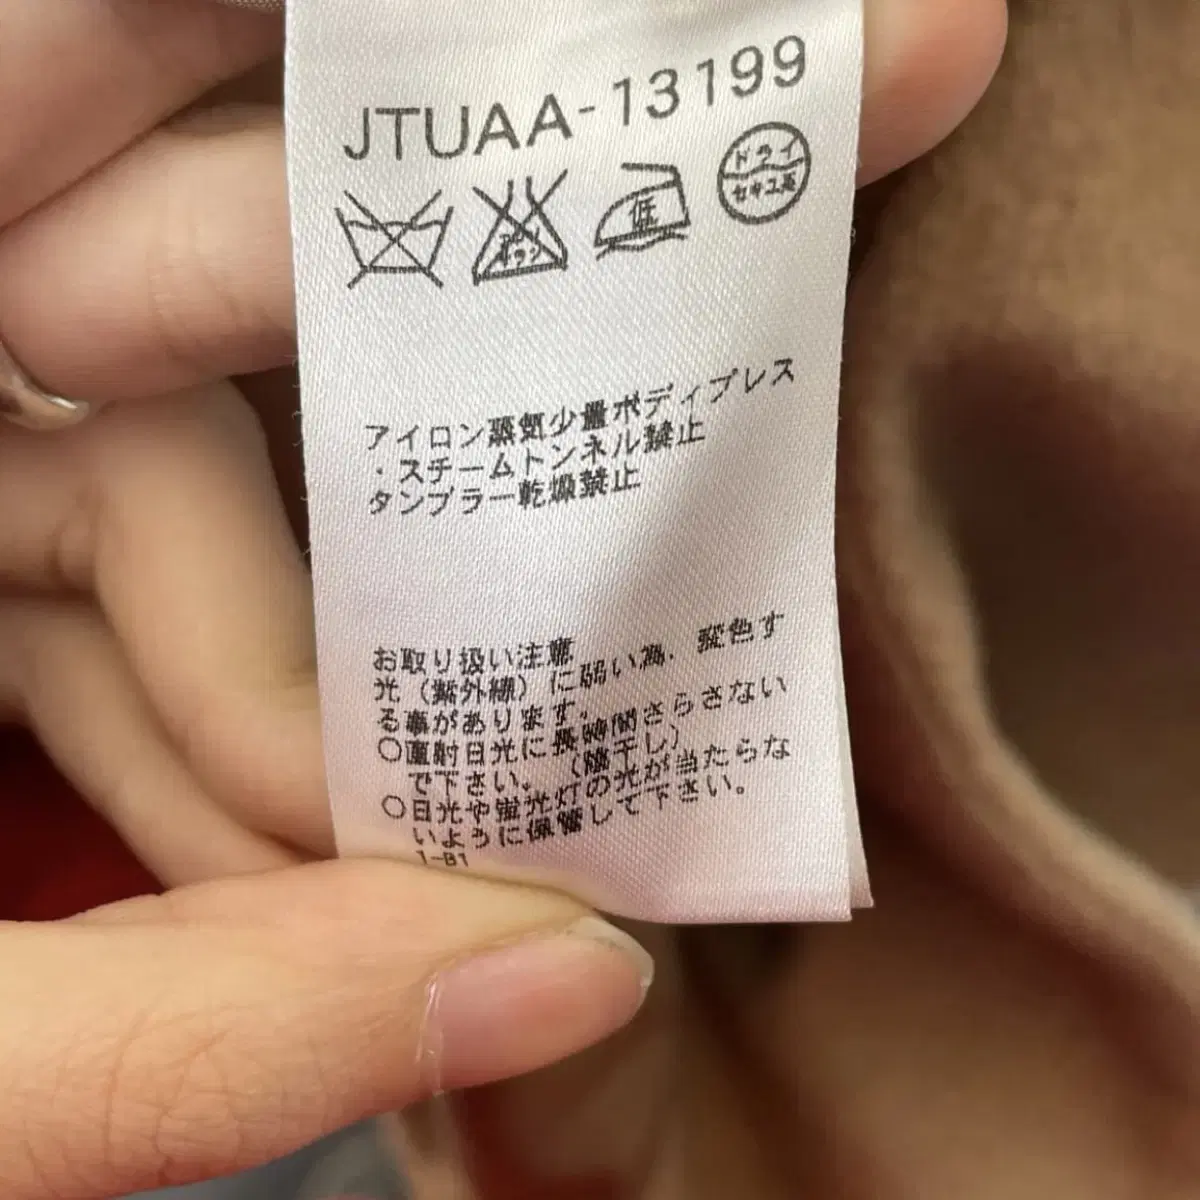 JTUAA-13199
エンソ
サラシ
低
ドライ
セキユ系
アイロン蒸気少量ボディプレス
・スチームトンネル禁止
タンブラー乾燥禁止
お取り扱い注意
光(紫外線)に弱い為、変色す
る事があります。
○直射日光に長時間さらさない
で下さい。(陰干し)
○日光や蛍光灯の光が当たらな
いように保管して下さい。
1-B1